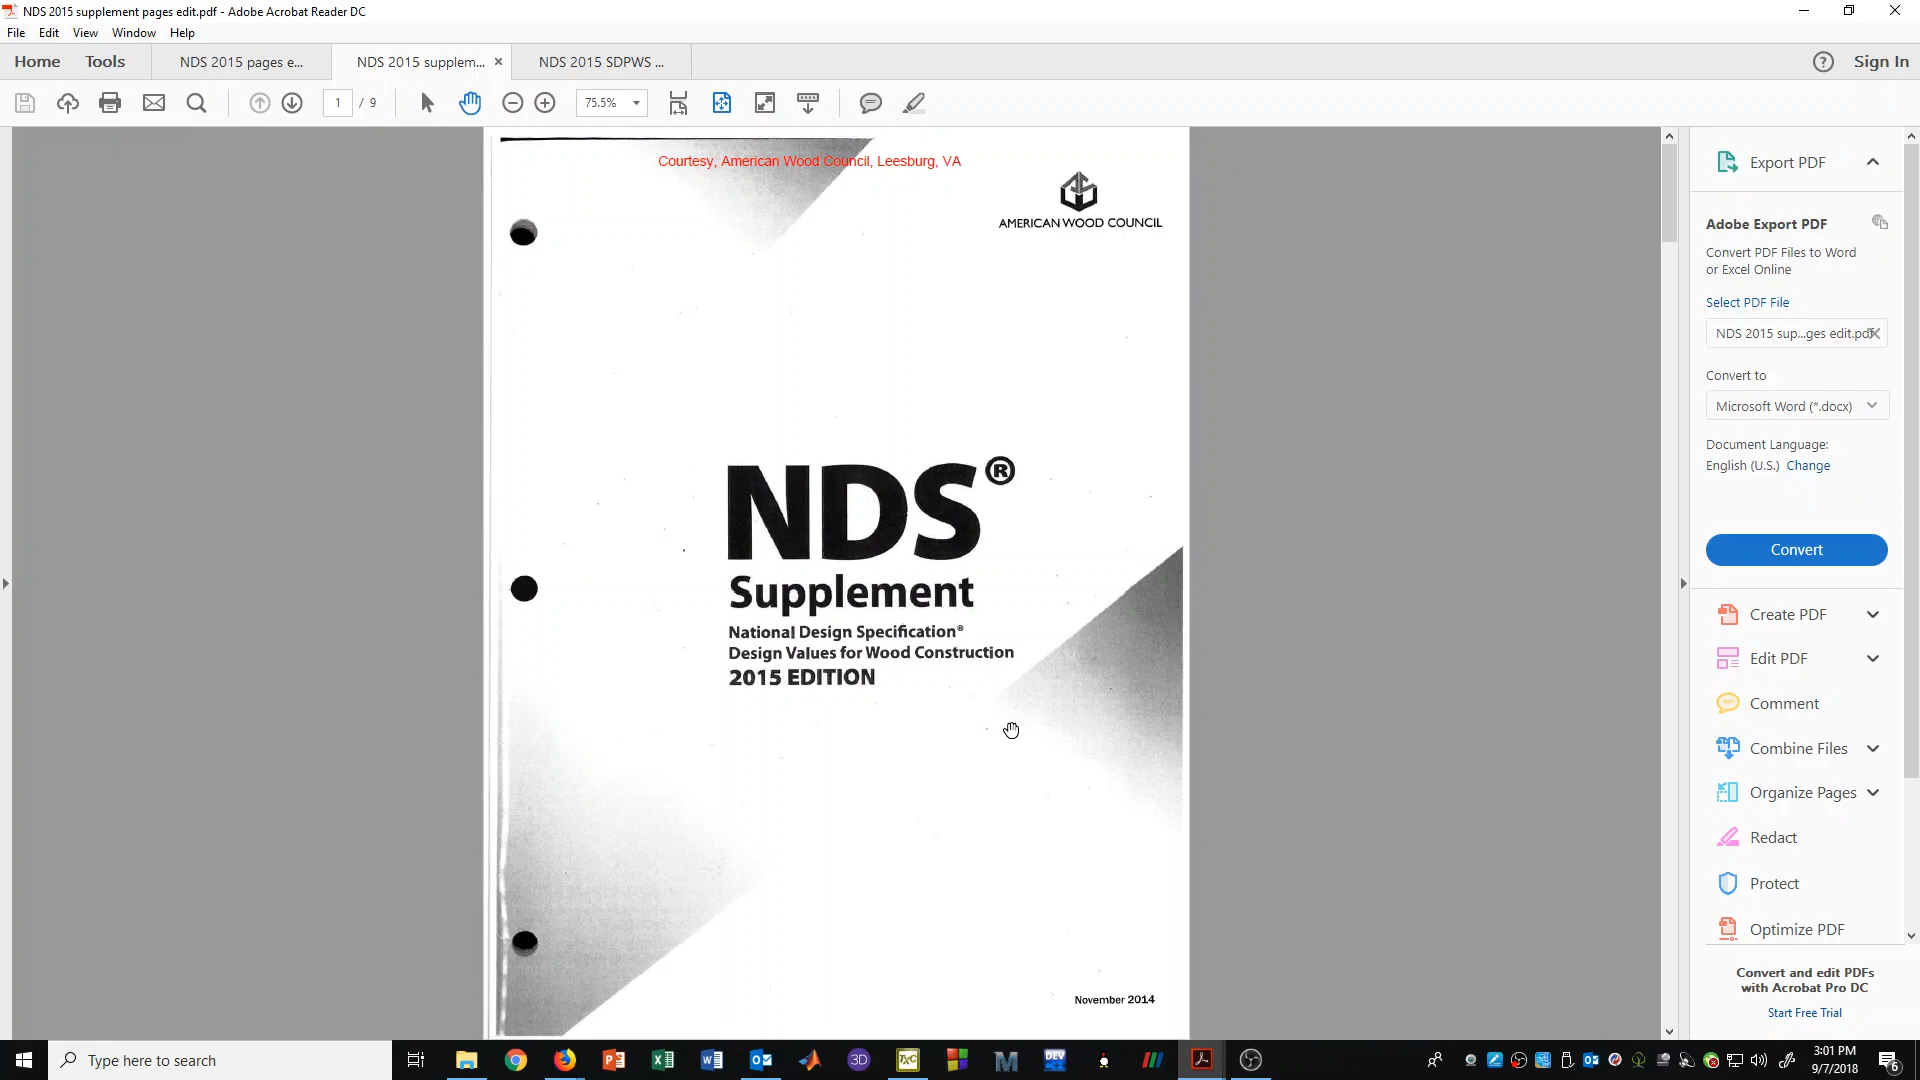 NDS 2015 supplement pages edit.pdf - Adobe Acrobat Reader DC
File Edit View Window Help
Home Tools NDS 2015 pages e... NDS 2015 supplem... × NDS 2015 SDPWS ... Sign In
1 / 9 75.5%
Courtesy, American Wood Council, Leesburg, VA
AMERICAN WOOD COUNCIL
NDS®
Supplement
National Design Specification®
Design Values for Wood Construction
2015 EDITION
November 2014
Export PDF
Adobe Export PDF
Convert PDF Files to Word
or Excel Online
Select PDF File
NDS 2015 sup...ges edit.pdf
Convert to
Microsoft Word (*.docx)
Document Language:
English (U.S.) Change
Convert
Create PDF
Edit PDF
Comment
Combine Files
Organize Pages
Redact
Protect
Optimize PDF
Convert and edit PDFs
with Acrobat Pro DC
Start Free Trial
Type here to search
3:01 PM
9/7/2018